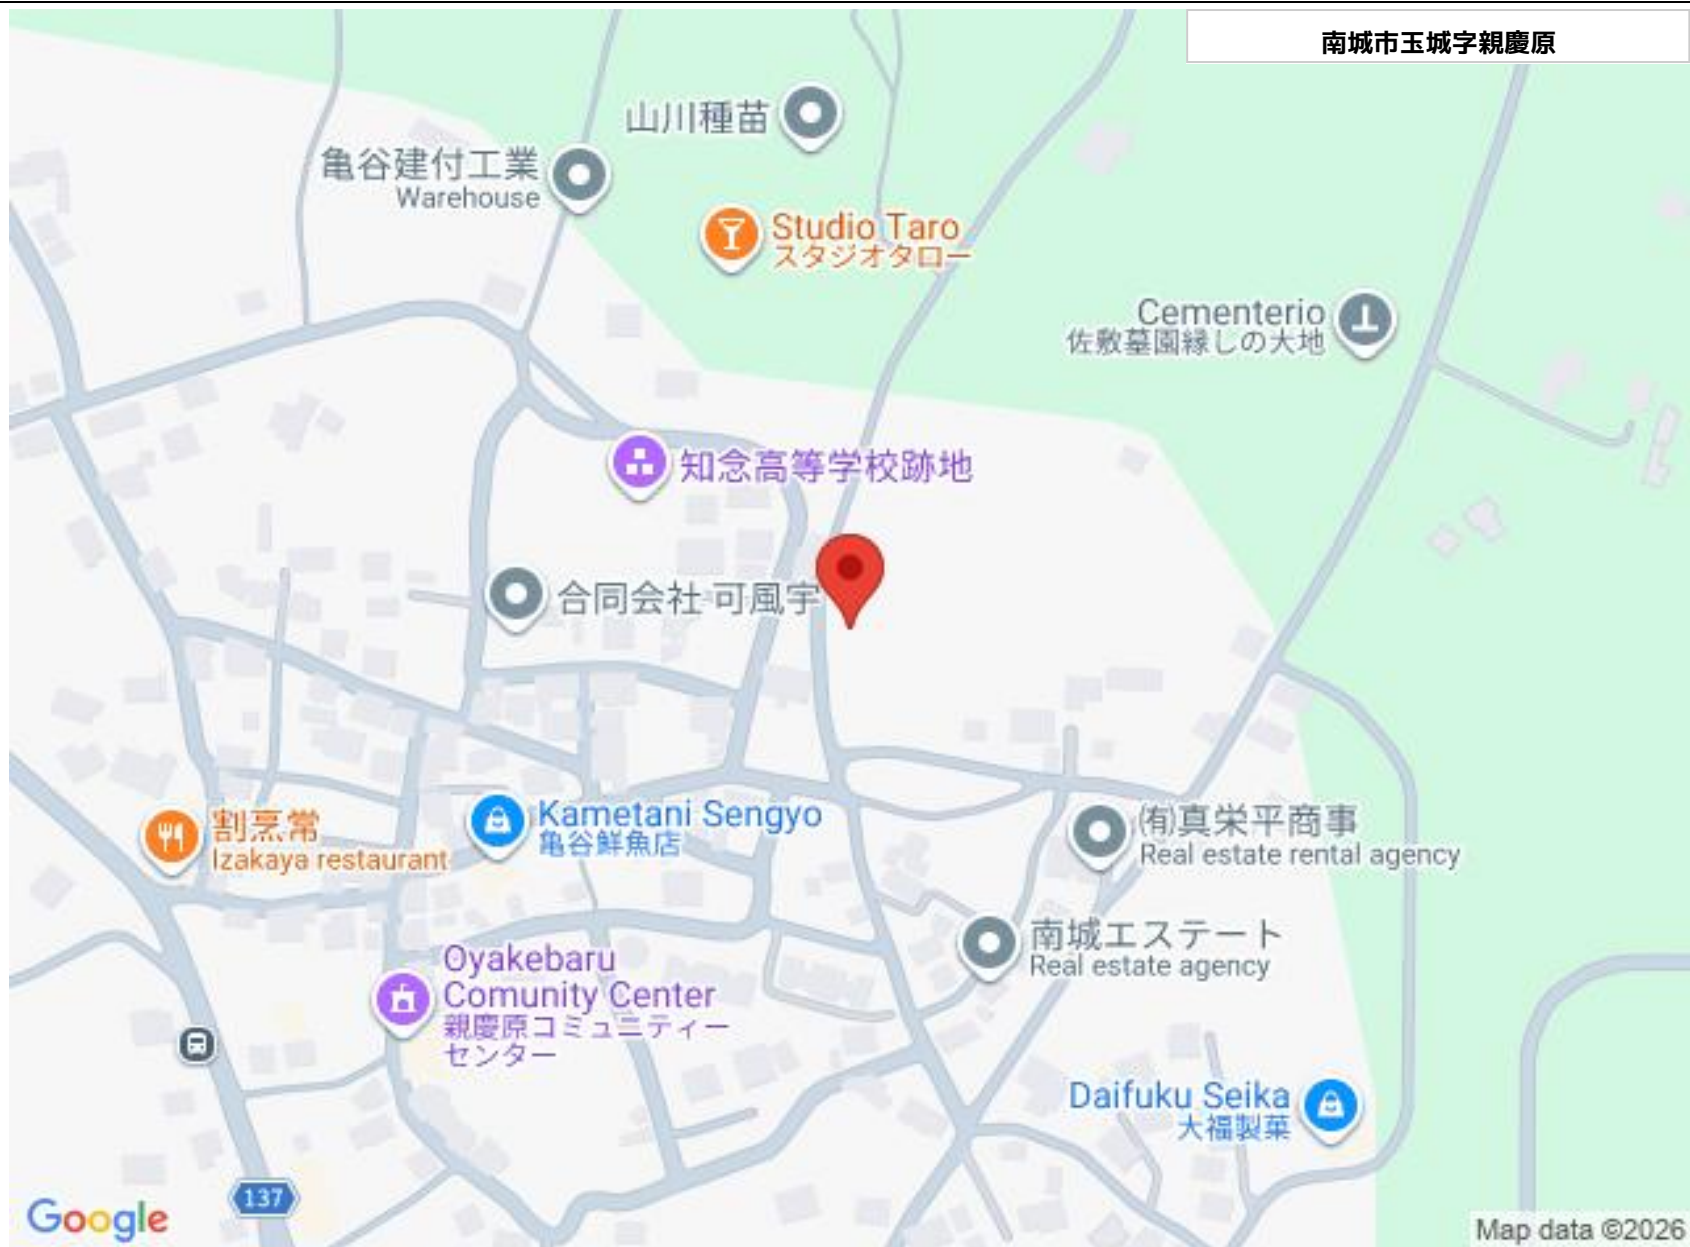 南城市玉城字親慶原
山川種苗
亀谷建付工業
Warehouse
Studio Taro
スタジオタロー
Cementerio
佐敷墓園縁しの大地
知念高等学校跡地
合同会社 可風宇
割烹常
Izakaya restaurant
Kametani Sengyo
亀谷鮮魚店
㈲真栄平商事
Real estate rental agency
南城エステート
Real estate agency
Oyakebaru
Comunity Center
親慶原コミュニティー
センター
Daifuku Seika
大福製菓
137
Google
Map data ©2026